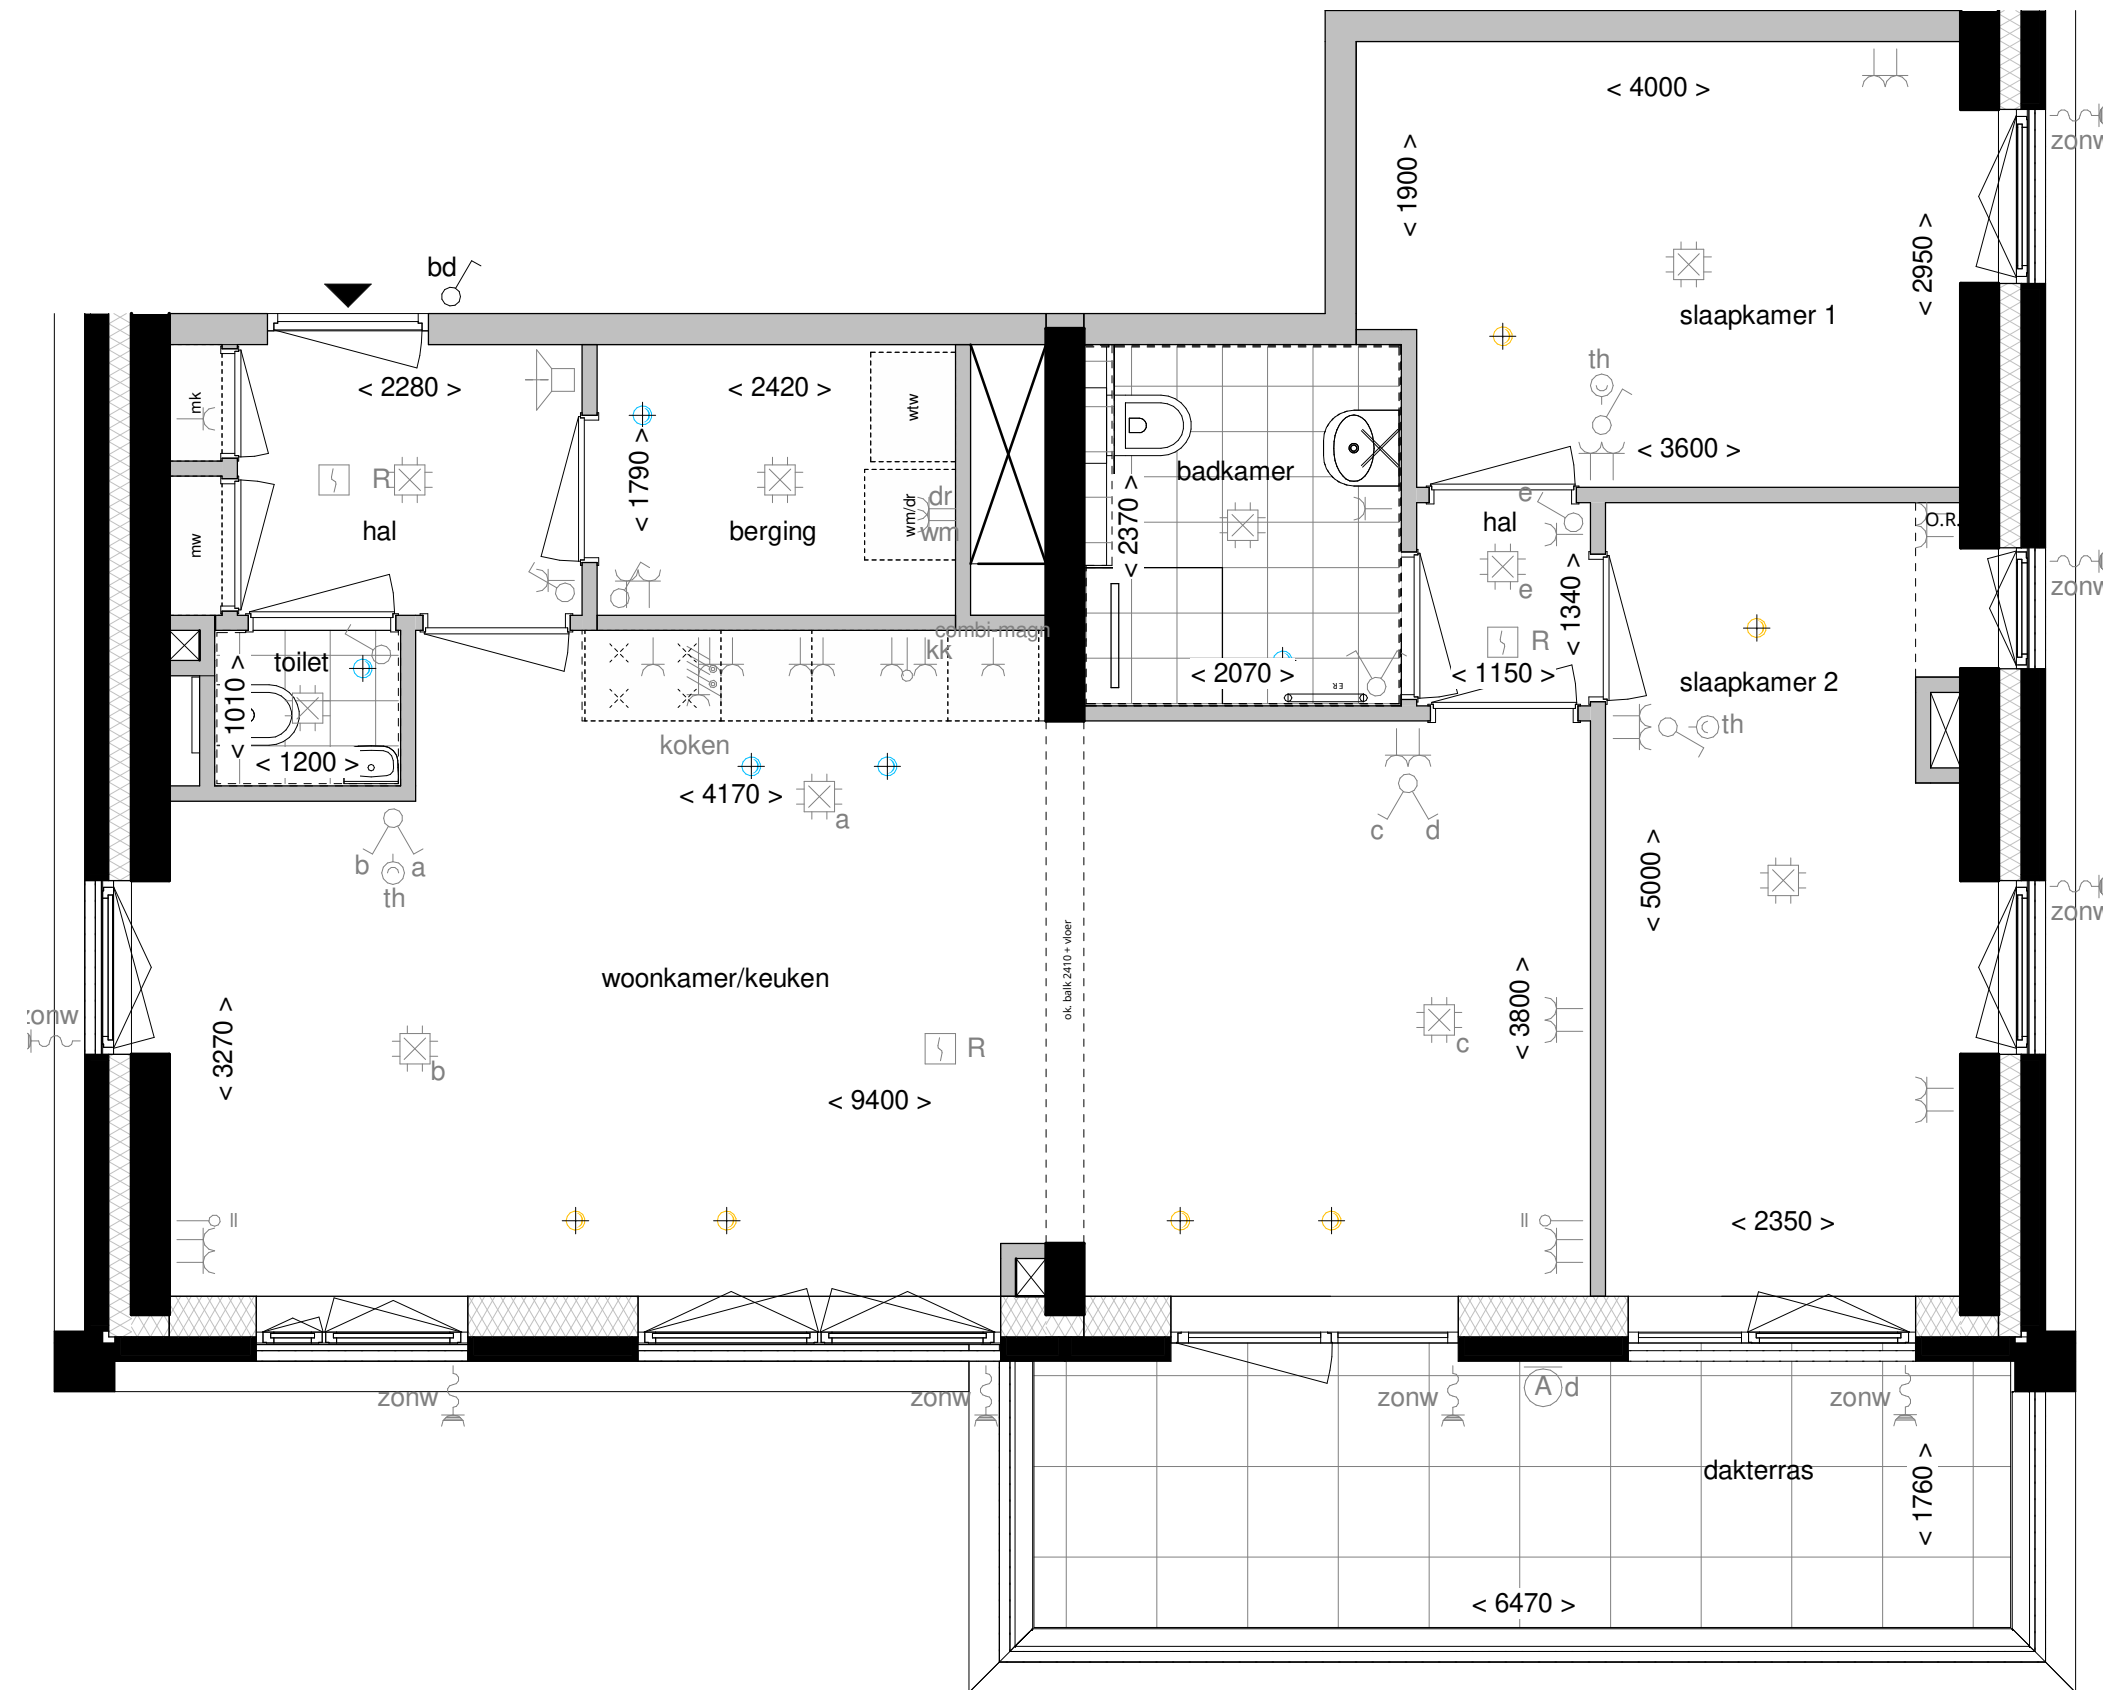 < 4000 >
zonw
< 1900 >
< 2950 >
bd
slaapkamer 1
th
< 2280 >
< 2420 >
mk
wtw
< 3600 >
< 1790 >
badkamer
R
dr
wm/dr
wm
e
hal
berging
hal
O.R.
mw
< 2370 >
zonw
e
< 1340 >
combi-magn
kk
R
toilet
< 1010 >
< 2070 >
ER
< 1150 >
slaapkamer 2
th
koken
< 1200 >
< 4170 >
a
c d
b a
th
< 5000 >
zonw
ok. balk 2410 + vloer
woonkamer/keuken
zonw
< 3270 >
b
R
< 3800 >
c
< 9400 >
< 2350 >
zonw
zonw
zonw
A d
zonw
dakterras
< 1760 >
< 6470 >